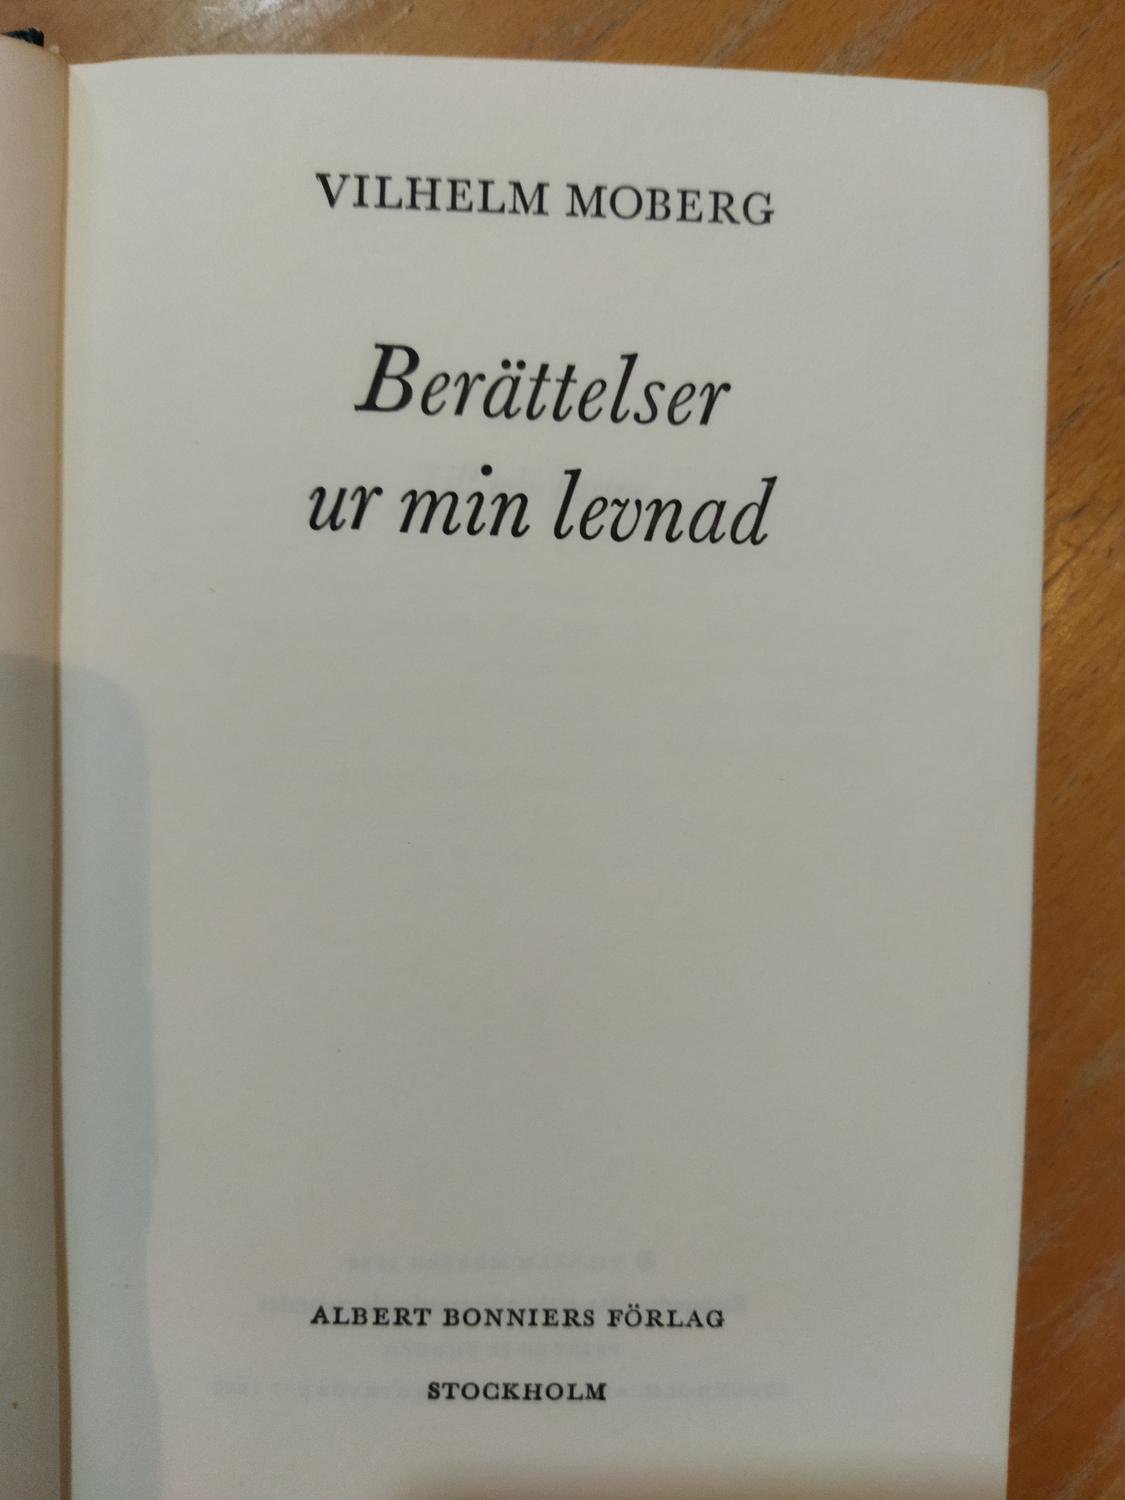 VILHELM MOBERG
Berättelser
ur min levnad
ALBERT BONNIERS FÖRLAG
STOCKHOLM